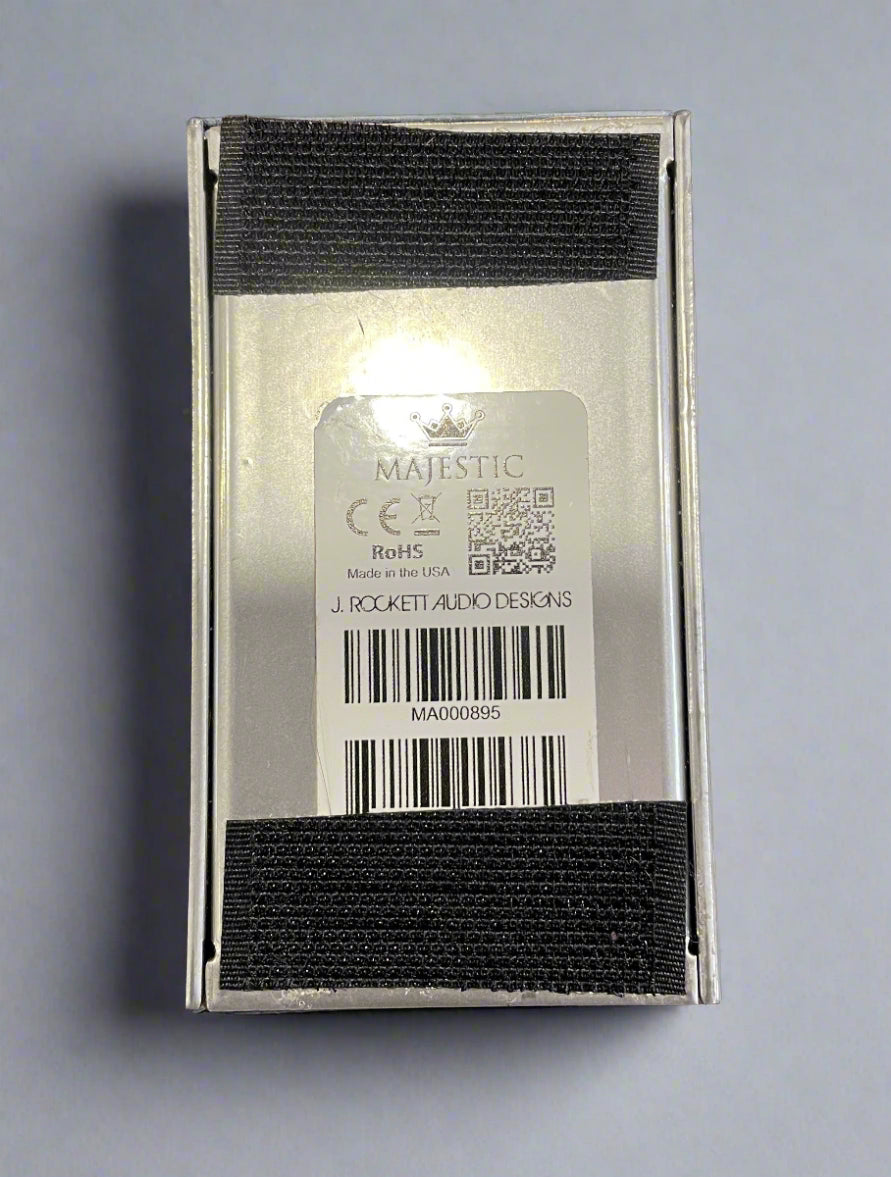 MAJESTIC
CE
RoHS
Made in the USA
J. ROCKETT AUDIO DESIGNS
MA000895